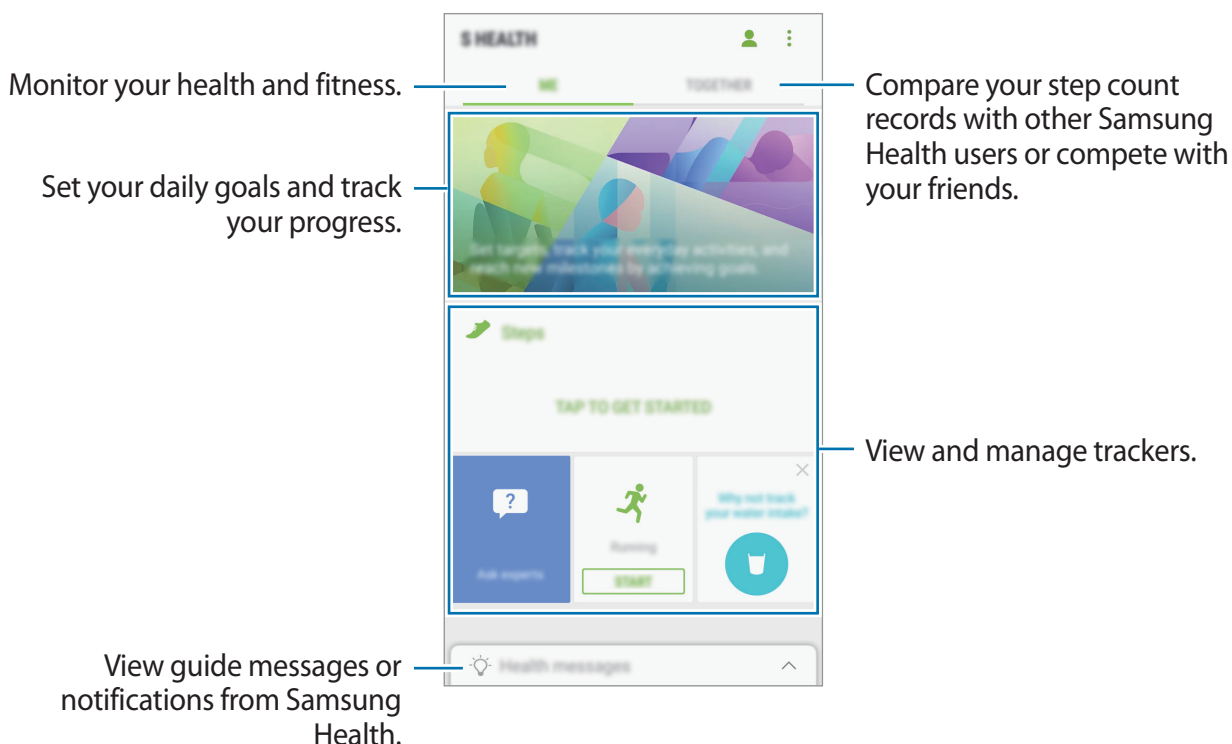 S HEALTH
Monitor your health and fitness.
ME
TOGETHER
Compare your step count
records with other Samsung
Health users or compete with
your friends.
Set your daily goals and track
your progress.
Set targets, track your everyday activities, and
reach new milestones by achieving goals.
Steps
TAP TO GET STARTED
View and manage trackers.
?
Ask experts
Running
START
Why not track
your water intake?
View guide messages or
notifications from Samsung
Health.
Health messages